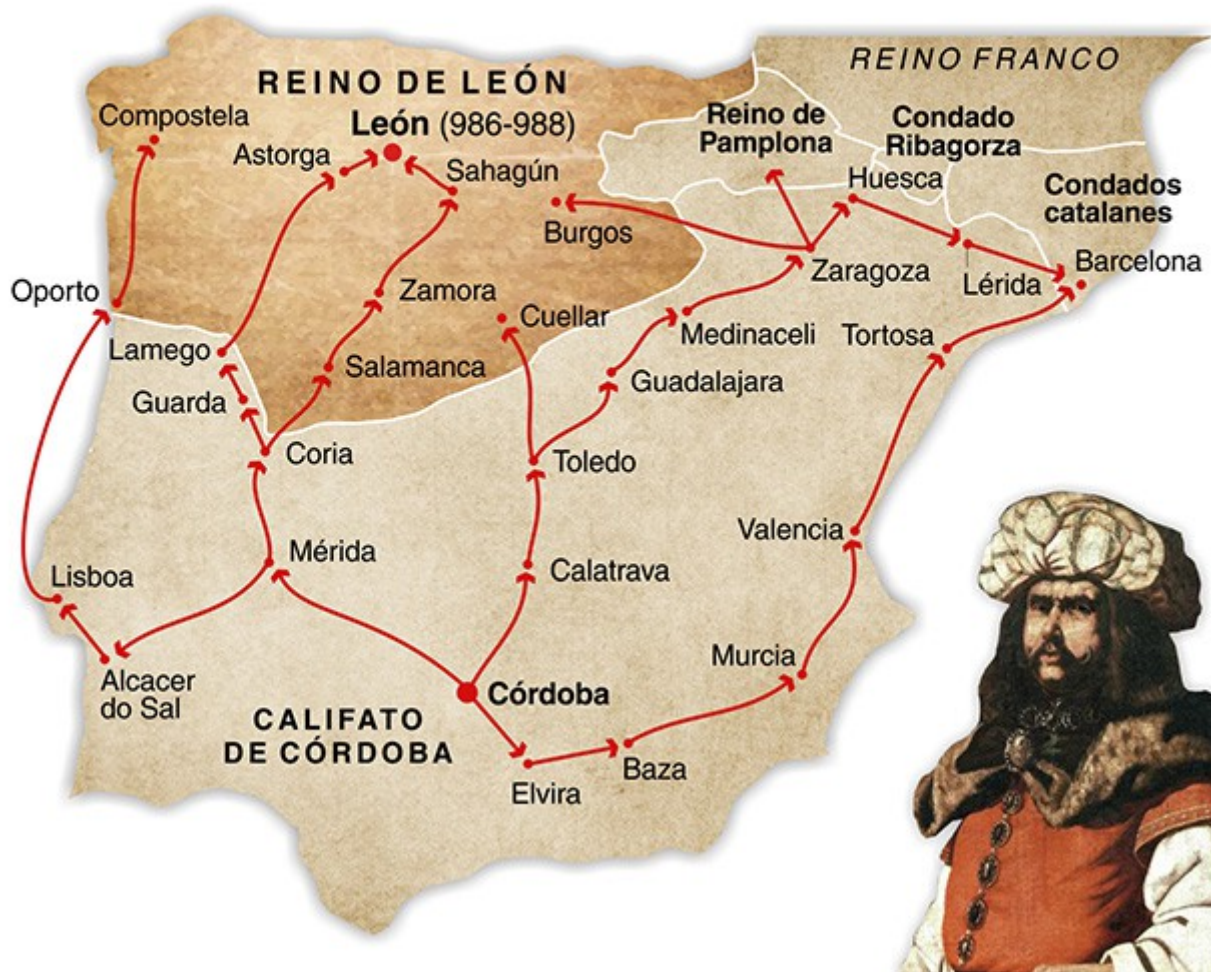 REINO FRANCO
REINO DE LEÓN
León (986-988)
Compostela
Astorga
Sahagún
Burgos
Reino de
Pamplona
Condado
Ribagorza
Huesca
Condados
catalanes
Zaragoza
Lérida
Barcelona
Oporto
Zamora
Cuellar
Medinaceli
Tortosa
Lamego
Salamanca
Guadalajara
Guarda
Coria
Toledo
Valencia
Mérida
Calatrava
Lisboa
Murcia
Alcacer
do Sal
Córdoba
CALIFATO
DE CÓRDOBA
Elvira
Baza